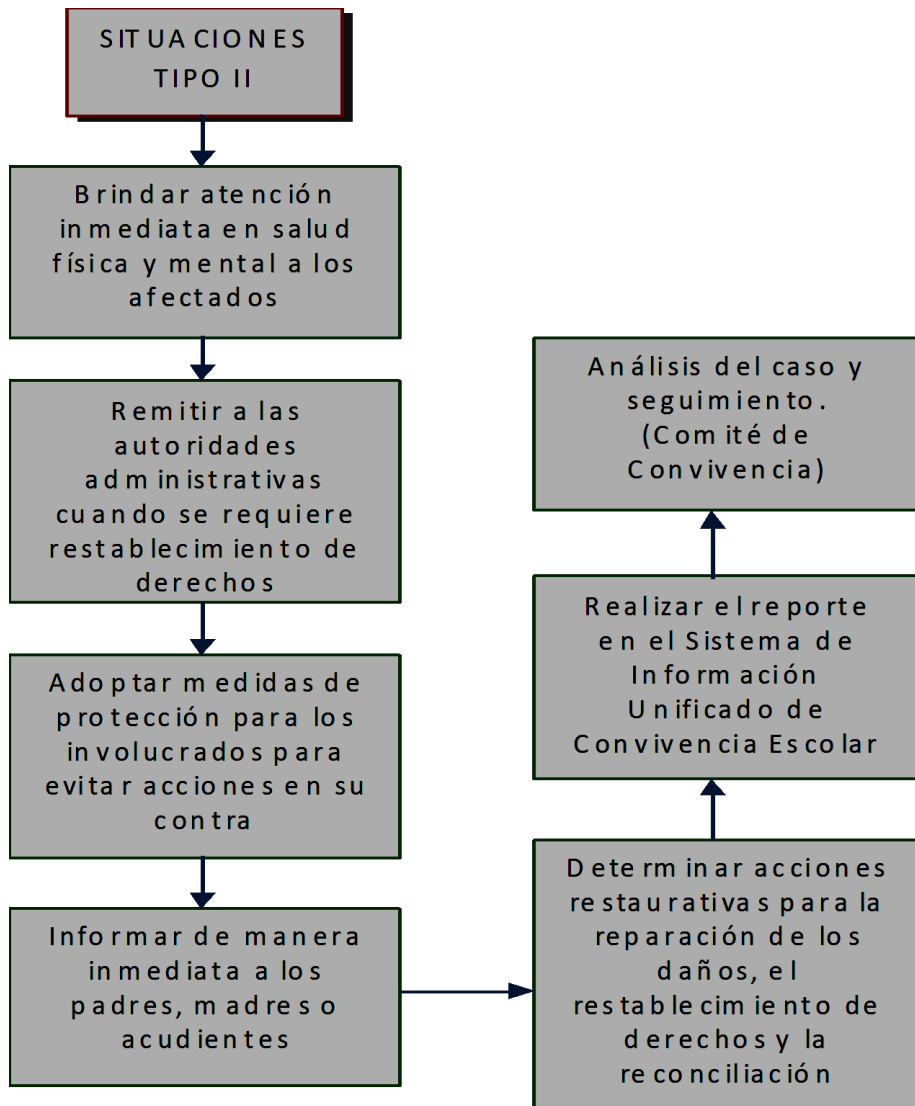 SITUACIONES
TIPO II
Brindar atención
inmediata en salud
física y mental a los
afectados
Remitir a las
autoridades
administrativas
cuando se requiere
restablecimiento de
derechos
Adoptar medidas de
protección para los
involucrados para
evitar acciones en su
contra
Informar de manera
inmediata a los
padres, madres o
acudientes
Determinar acciones
restaurativas para la
reparación de los
daños, el
restablecimiento de
derechos y la
reconciliación
Realizar el reporte
en el Sistema de
Información
Unificado de
Convivencia Escolar
Análisis del caso y
seguimiento.
(Comité de
Convivencia)